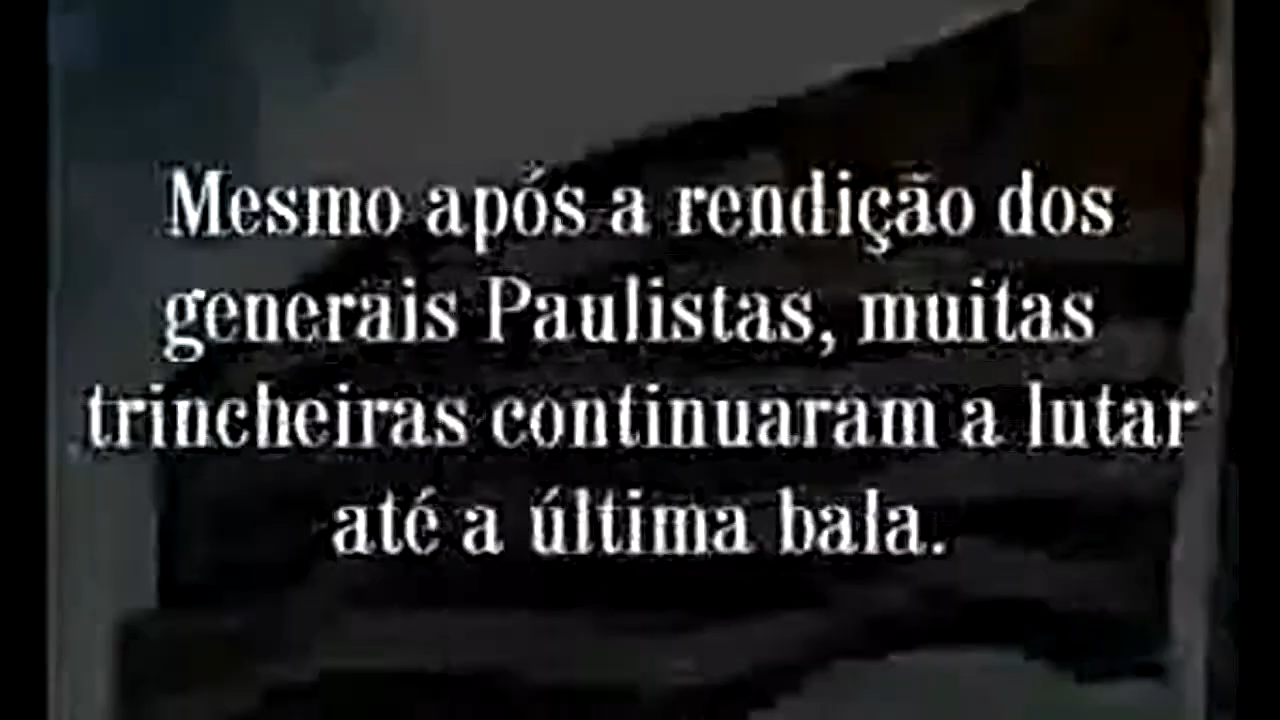 Mesmo após a rendição dos
generais Paulistas, muitas
trincheiras continuaram a lutar
até a última bala.